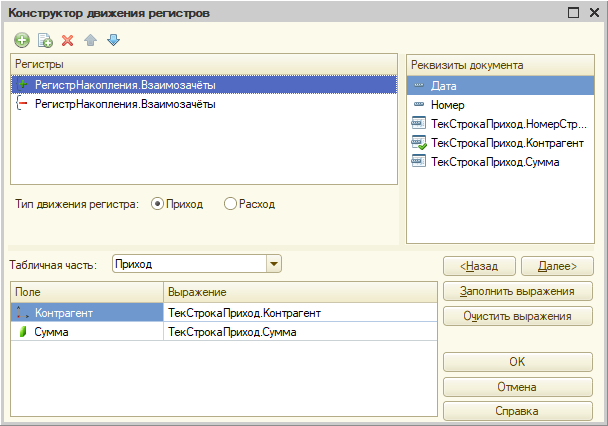 Конструктор движения регистров
Регистры
РегистрНакопления.Взаимозачёты
РегистрНакопления.Взаимозачёты
Тип движения регистра:
Приход
Расход
Реквизиты документа
Дата
Номер
ТекСтрокаПриход.НомерСтр...
ТекСтрокаПриход.Контрагент
ТекСтрокаПриход.Сумма
Табличная часть:
Приход
<Назад
Далее>
Поле
Выражение
Контрагент
ТекСтрокаПриход.Контрагент
Сумма
ТекСтрокаПриход.Сумма
Заполнить выражения
Очистить выражения
OK
Отмена
Справка